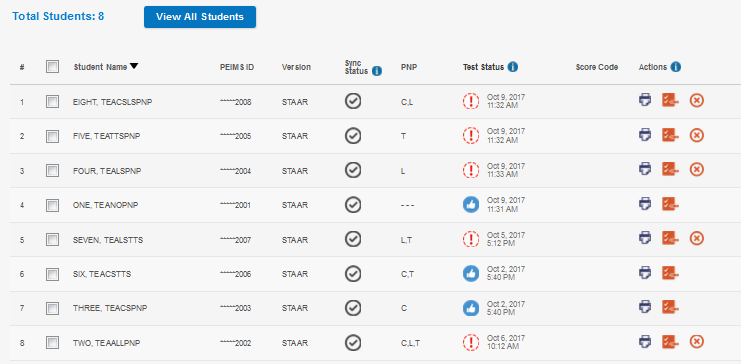 Total Students: 8 View All Students
# Student Name PEIMS ID Version Sync Status PNP Test Status Score Code Actions
1 EIGHT, TEACSLSPNP *****2008 STAAR C,L Oct 9, 2017 11:32 AM
2 FIVE, TEATTSPNP *****2005 STAAR T Oct 9, 2017 11:32 AM
3 FOUR, TEALSPNP *****2004 STAAR L Oct 9, 2017 11:33 AM
4 ONE, TEANOPNP *****2001 STAAR --- Oct 9, 2017 11:31 AM
5 SEVEN, TEALSTTS *****2007 STAAR L,T Oct 5, 2017 5:12 PM
6 SIX, TEACSTTS *****2006 STAAR C,T Oct 2, 2017 5:40 PM
7 THREE, TEACSPNP *****2003 STAAR C Oct 2, 2017 5:40 PM
8 TWO, TEAALLPNP *****2002 STAAR C,L,T Oct 6, 2017 10:12 AM